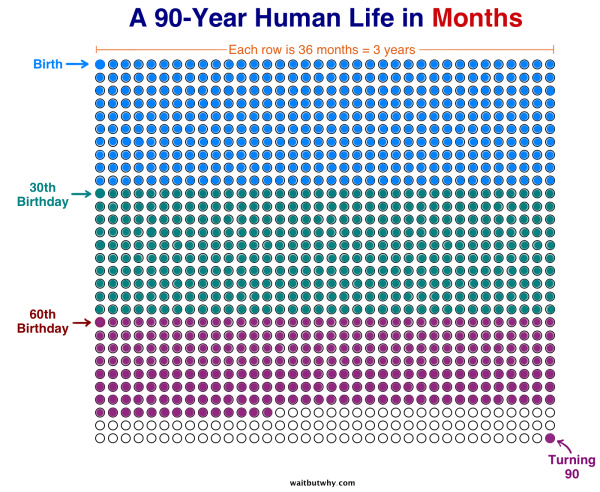 A 90-Year Human Life in Months
Each row is 36 months = 3 years
Birth
30th
Birthday
60th
Birthday
Turning
90
waitbutwhy.com